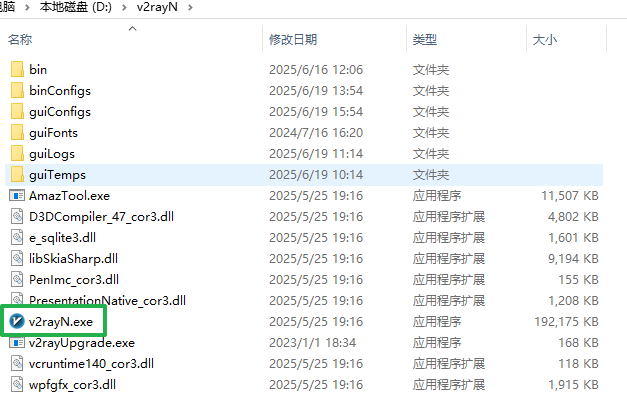 电脑 > 本地磁盘 (D:) > v2rayN >
名称 修改日期 类型 大小
bin 2025/6/16 12:06 文件夹
binConfigs 2025/6/19 13:54 文件夹
guiConfigs 2025/6/19 15:54 文件夹
guiFonts 2024/7/16 16:20 文件夹
guiLogs 2025/6/19 11:14 文件夹
guiTemps 2025/6/19 10:14 文件夹
AmazTool.exe 2025/5/25 19:16 应用程序 11,507 KB
D3DCompiler_47_cor3.dll 2025/5/25 19:16 应用程序扩展 4,802 KB
e_sqlite3.dll 2025/5/25 19:16 应用程序扩展 1,601 KB
libSkiaSharp.dll 2025/5/25 19:16 应用程序扩展 9,194 KB
PenImc_cor3.dll 2025/5/25 19:16 应用程序扩展 155 KB
PresentationNative_cor3.dll 2025/5/25 19:16 应用程序扩展 1,208 KB
v2rayN.exe 2025/5/25 19:16 应用程序 192,175 KB
v2rayUpgrade.exe 2023/1/1 18:34 应用程序 168 KB
vcruntime140_cor3.dll 2025/5/25 19:16 应用程序扩展 118 KB
wpfgfx_cor3.dll 2025/5/25 19:16 应用程序扩展 1,915 KB